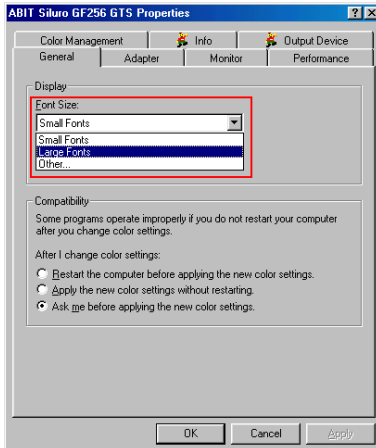 ABIT Siluro GF256 GTS Properties
Color Management Info Output Device
General Adapter Monitor Performance
Display
Font Size:
Small Fonts
Small Fonts
Large Fonts
Other...
Compatibility
Some programs operate improperly if you do not restart your computer
after you change color settings.
After I change color settings:
Restart the computer before applying the new color settings.
Apply the new color settings without restarting.
Ask me before applying the new color settings.
OK Cancel Apply